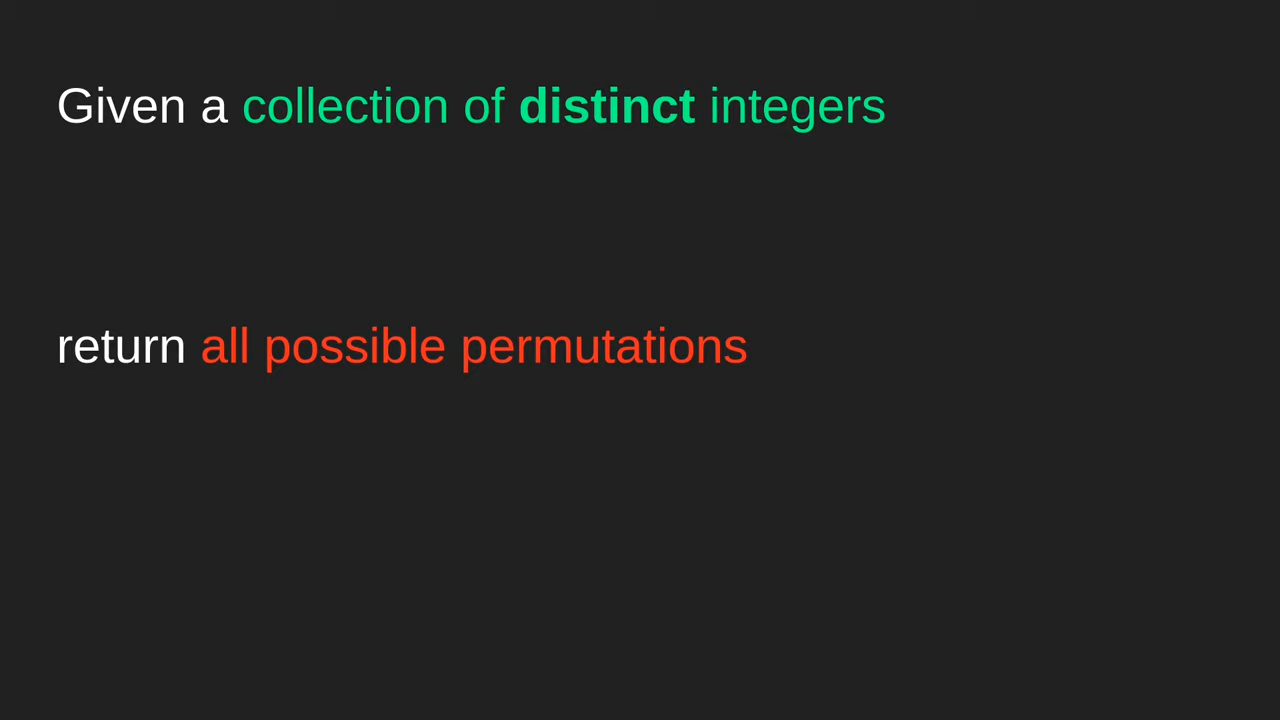 Given a collection of distinct integers
return all possible permutations